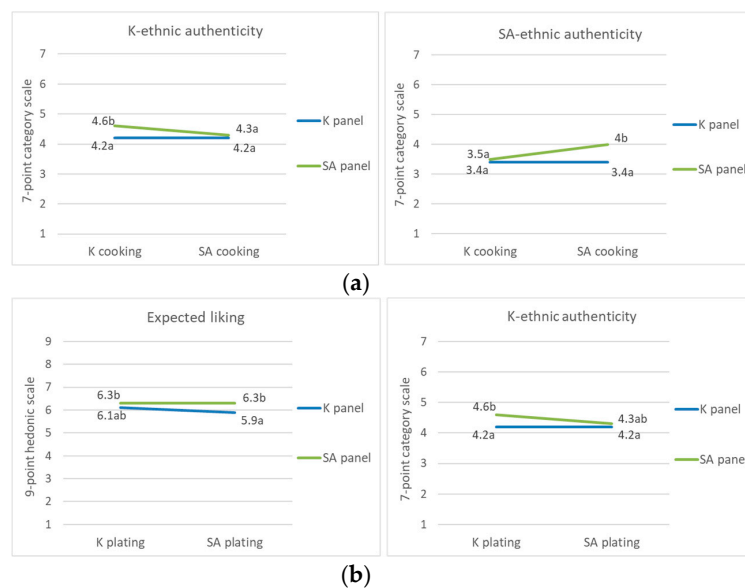 K-ethnic authenticity
7
6
5
4
3
2
1
7-point category scale
4.6b
4.2a
4.3a
4.2a
K cooking
SA cooking
K panel
SA panel
SA-ethnic authenticity
7
6
5
4
3
2
1
7-point category scale
3.5a
3.4a
4b
3.4a
K cooking
SA cooking
K panel
SA panel
(a)
Expected liking
9
8
7
6
5
4
3
2
1
9-point hedonic scale
6.3b
6.1ab
6.3b
5.9a
K plating
SA plating
K panel
SA panel
K-ethnic authenticity
7
6
5
4
3
2
1
7-point category scale
4.6b
4.2a
4.3ab
4.2a
K plating
SA plating
K panel
SA panel
(b)